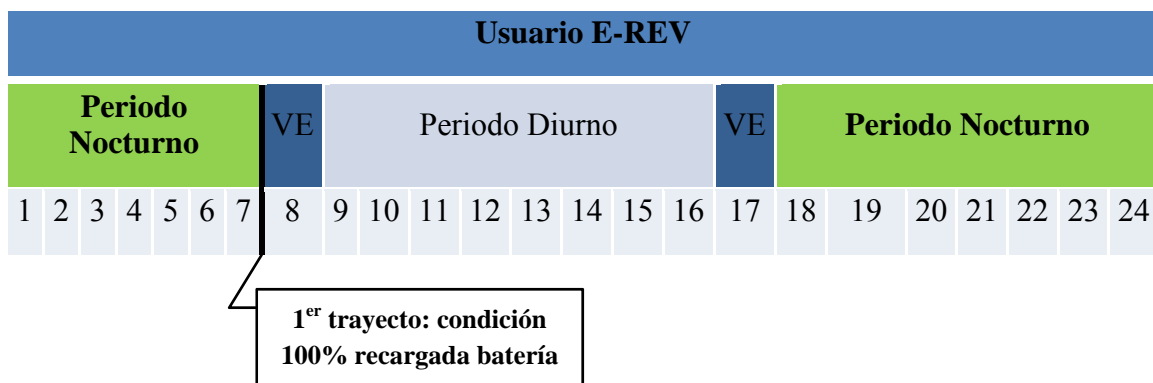 Usuario E-REV
Periodo
Nocturno
VE
Periodo Diurno
VE
Periodo Nocturno
1 2 3 4 5 6 7 8 9 10 11 12 13 14 15 16 17 18 19 20 21 22 23 24
1er trayecto: condición
100% recargada batería